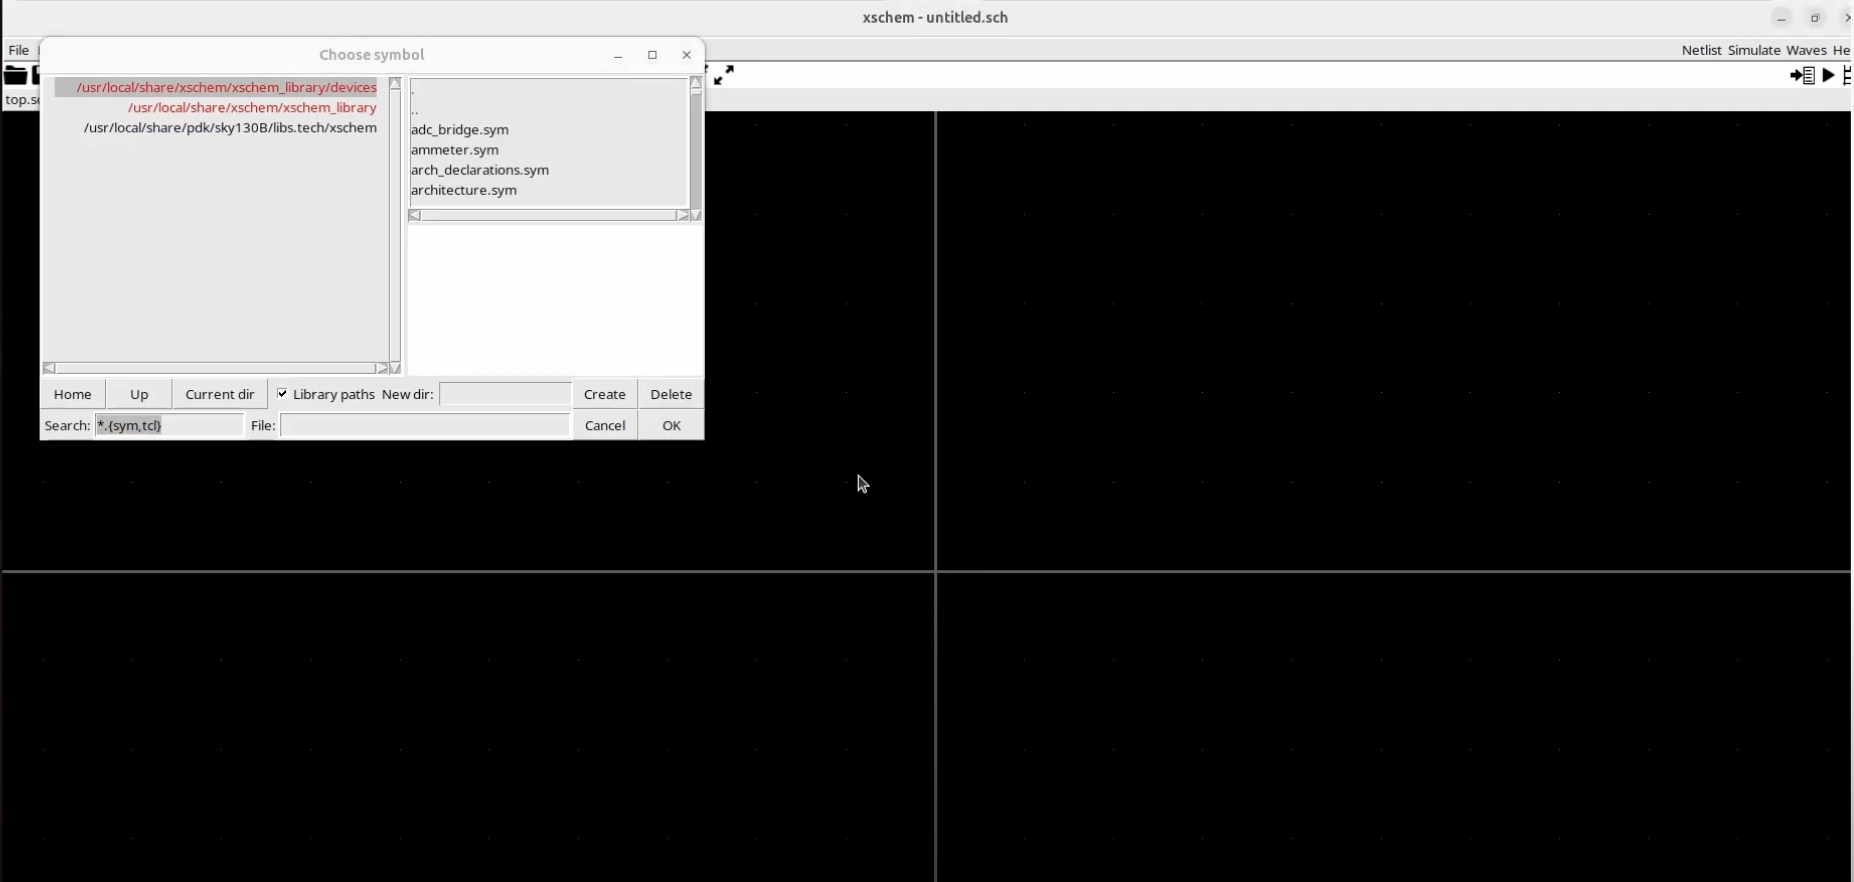 xschem - untitled.sch
File
Netlist Simulate Waves He
top.sc
Choose symbol
/usr/local/share/xschem/xschem_library/devices
/usr/local/share/xschem/xschem_library
/usr/local/share/pdk/sky130B/libs.tech/xschem
.
..
adc_bridge.sym
ammeter.sym
arch_declarations.sym
architecture.sym
Home Up Current dir Library paths New dir: Create Delete
Search: *.{sym,tcl} File: Cancel OK